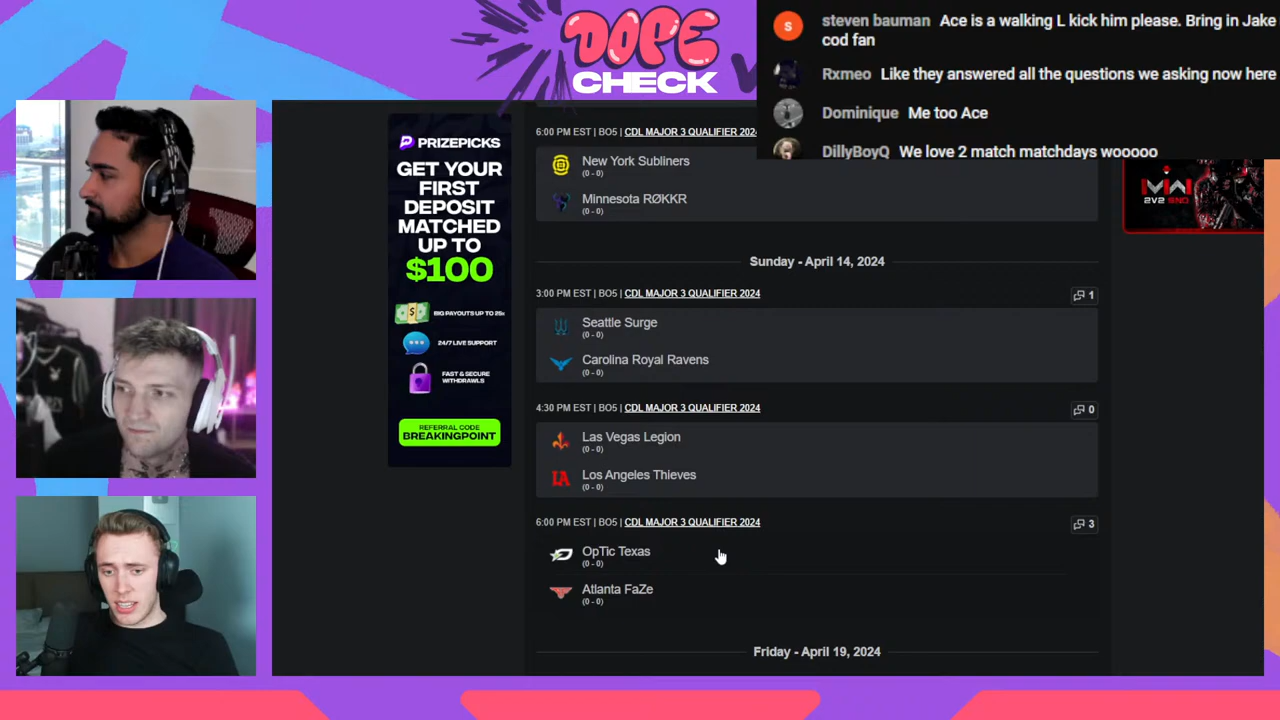 DOPE
CHECK
steven bauman Ace is a walking L kick him please. Bring in Jake
cod fan
Rxmeo Like they answered all the questions we asking now here
Dominique Me too Ace
DillyBoyQ We love 2 match matchdays wooooo
S
PRIZEPICKS
GET YOUR
FIRST
DEPOSIT
MATCHED
UP TO
$100
BIG PAYOUTS UP TO 25x
24/7 LIVE SUPPORT
FAST & SECURE
WITHDRAWLS
REFERRAL CODE
BREAKINGPOINT
6:00 PM EST | BO5 | CDL MAJOR 3 QUALIFIER 2024
New York Subliners
(0 - 0)
Minnesota RØKKR
(0 - 0)
Sunday - April 14, 2024
3:00 PM EST | BO5 | CDL MAJOR 3 QUALIFIER 2024
1
Seattle Surge
(0 - 0)
Carolina Royal Ravens
(0 - 0)
4:30 PM EST | BO5 | CDL MAJOR 3 QUALIFIER 2024
0
Las Vegas Legion
(0 - 0)
LA
Los Angeles Thieves
(0 - 0)
6:00 PM EST | BO5 | CDL MAJOR 3 QUALIFIER 2024
3
OpTic Texas
(0 - 0)
Atlanta FaZe
(0 - 0)
Friday - April 19, 2024
2V2 SND